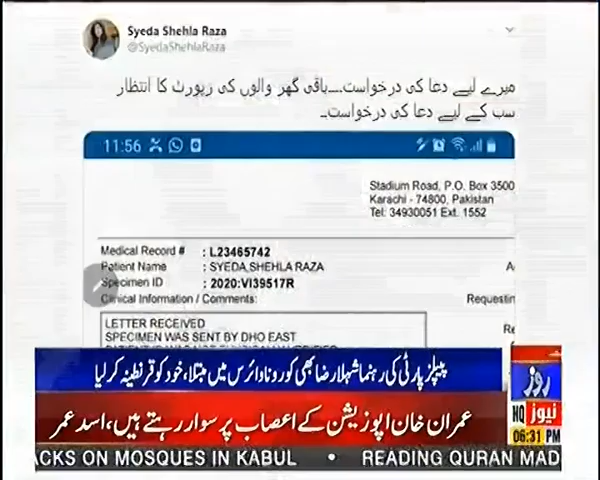 Syeda Shehla Raza
@SyedaShehlaRaza
میرے لیے دعا کی درخواست....باقی گھر والوں کی رپورٹ کا انتظار
سب کے لیے دعا کی درخواست..
11:56
Stadium Road, P.O. Box 3500
Karachi - 74800, Pakistan
Tel: 34930051 Ext. 1552
Medical Record # : L23465742
Patient Name : SYEDA,SHEHLA RAZA
Specimen ID : 2020:VI39517R
Clinical Information / Comments: Requesting
LETTER RECEIVED
SPECIMEN WAS SENT BY DHO EAST
پیپلز پارٹی کی رہنما شہلا رضا بھی کورونا وائرس میں مبتلا، خود کو قرنطینہ کر لیا
عمران خان اپوزیشن کے اعصاب پر سوار رہتے ہیں، اسد عمر
روز
HQ نیوز
06:31 PM
ACKS ON MOSQUES IN KABUL • READING QURAN MAD